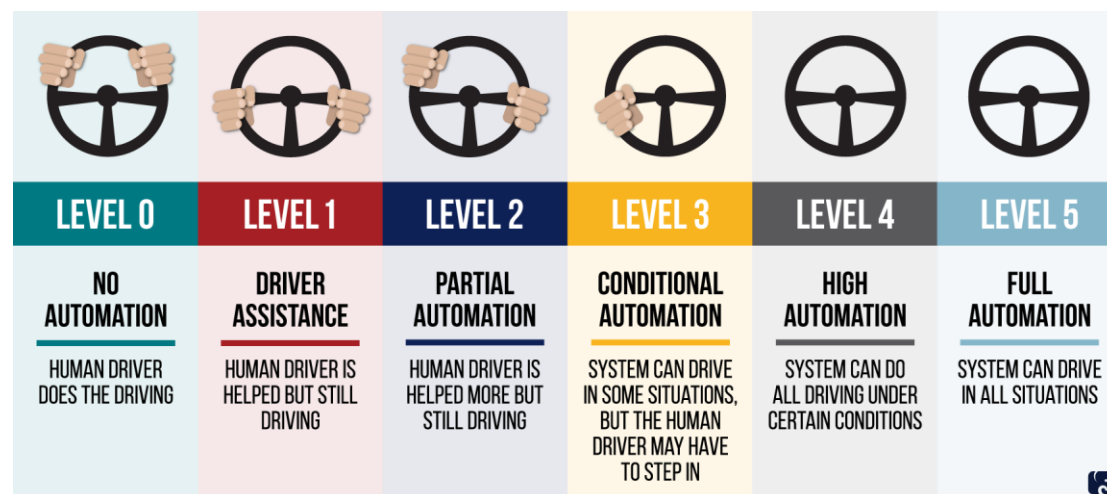 LEVEL 0
NO
AUTOMATION
HUMAN DRIVER
DOES THE DRIVING
LEVEL 1
DRIVER
ASSISTANCE
HUMAN DRIVER IS
HELPED BUT STILL
DRIVING
LEVEL 2
PARTIAL
AUTOMATION
HUMAN DRIVER IS
HELPED MORE BUT
STILL DRIVING
LEVEL 3
CONDITIONAL
AUTOMATION
SYSTEM CAN DRIVE
IN SOME SITUATIONS,
BUT THE HUMAN
DRIVER MAY HAVE
TO STEP IN
LEVEL 4
HIGH
AUTOMATION
SYSTEM CAN DO
ALL DRIVING UNDER
CERTAIN CONDITIONS
LEVEL 5
FULL
AUTOMATION
SYSTEM CAN DRIVE
IN ALL SITUATIONS